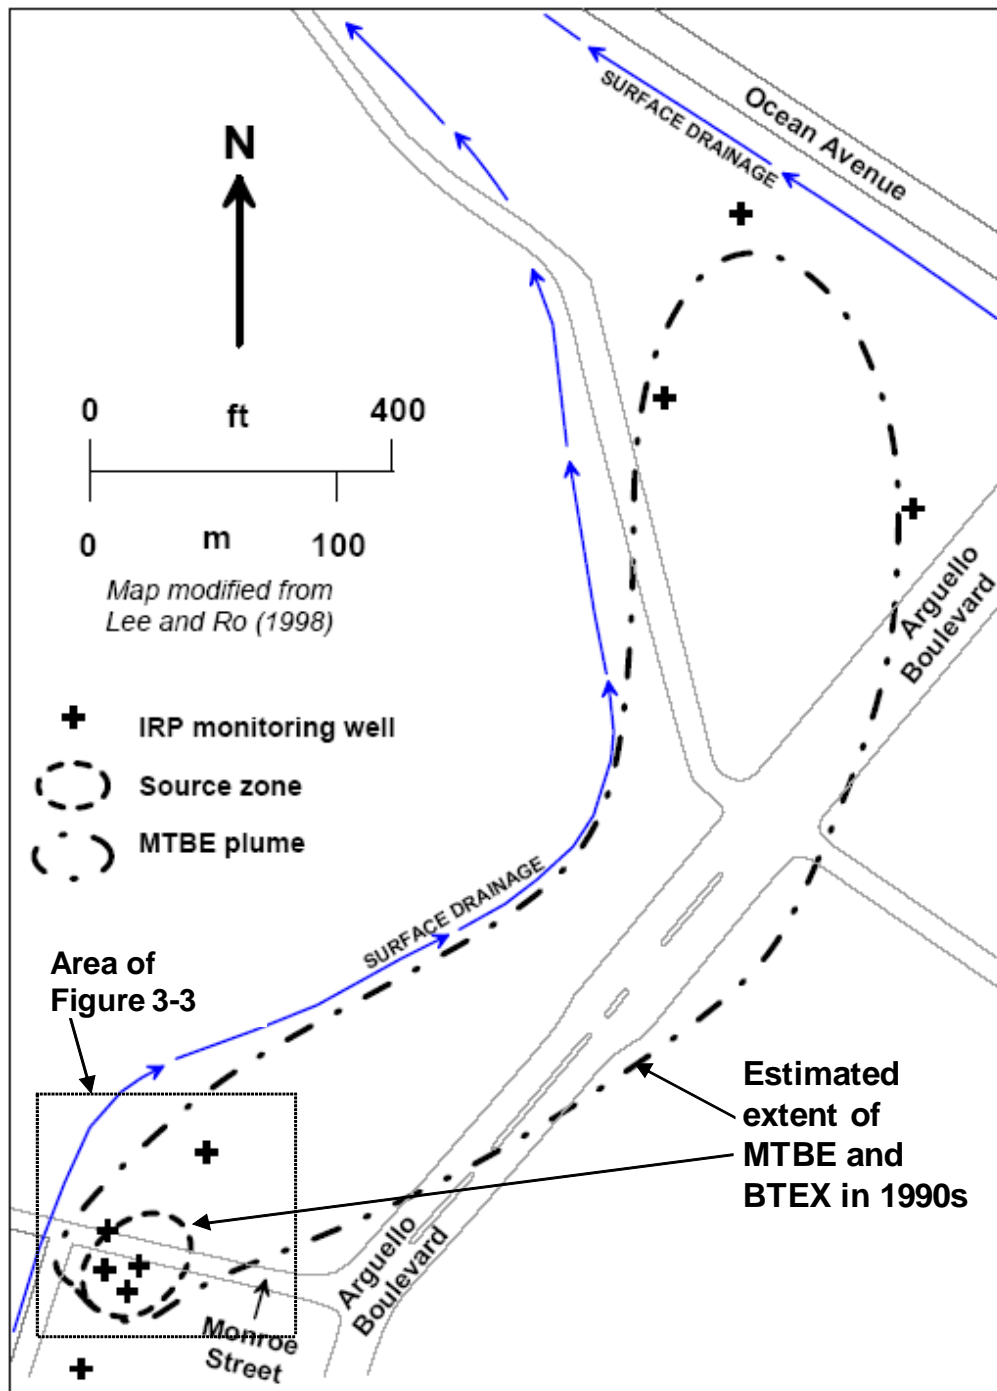 Ocean Avenue
SURFACE DRAINAGE
N
0 ft 400
0 m 100
Map modified from
Lee and Ro (1998)
Arguello
Boulevard
IRP monitoring well
Source zone
MTBE plume
SURFACE DRAINAGE
Area of
Figure 3-3
Estimated
extent of
MTBE and
BTEX in 1990s
Arguello
Boulevard
Monroe
Street